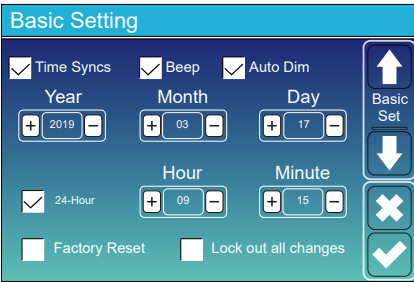 Basic Setting
Time Syncs Beep Auto Dim
Year Month Day
+ 2019 − + 03 − + 17 −
Basic
Set
Hour Minute
24-Hour + 09 − + 15 −
Factory Reset Lock out all changes